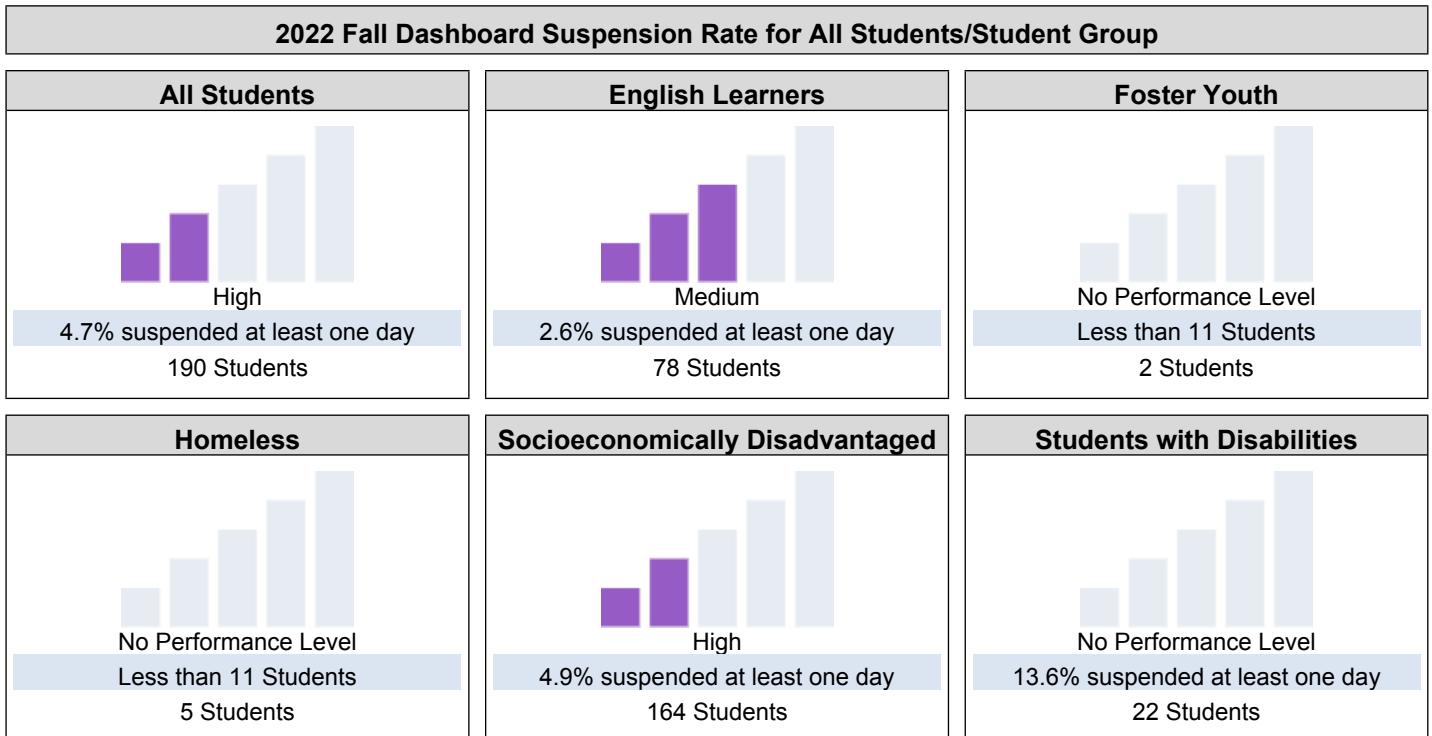 2022 Fall Dashboard Suspension Rate for All Students/Student Group
All Students
High
4.7% suspended at least one day
190 Students
English Learners
Medium
2.6% suspended at least one day
78 Students
Foster Youth
No Performance Level
Less than 11 Students
2 Students
Homeless
No Performance Level
Less than 11 Students
5 Students
Socioeconomically Disadvantaged
High
4.9% suspended at least one day
164 Students
Students with Disabilities
No Performance Level
13.6% suspended at least one day
22 Students